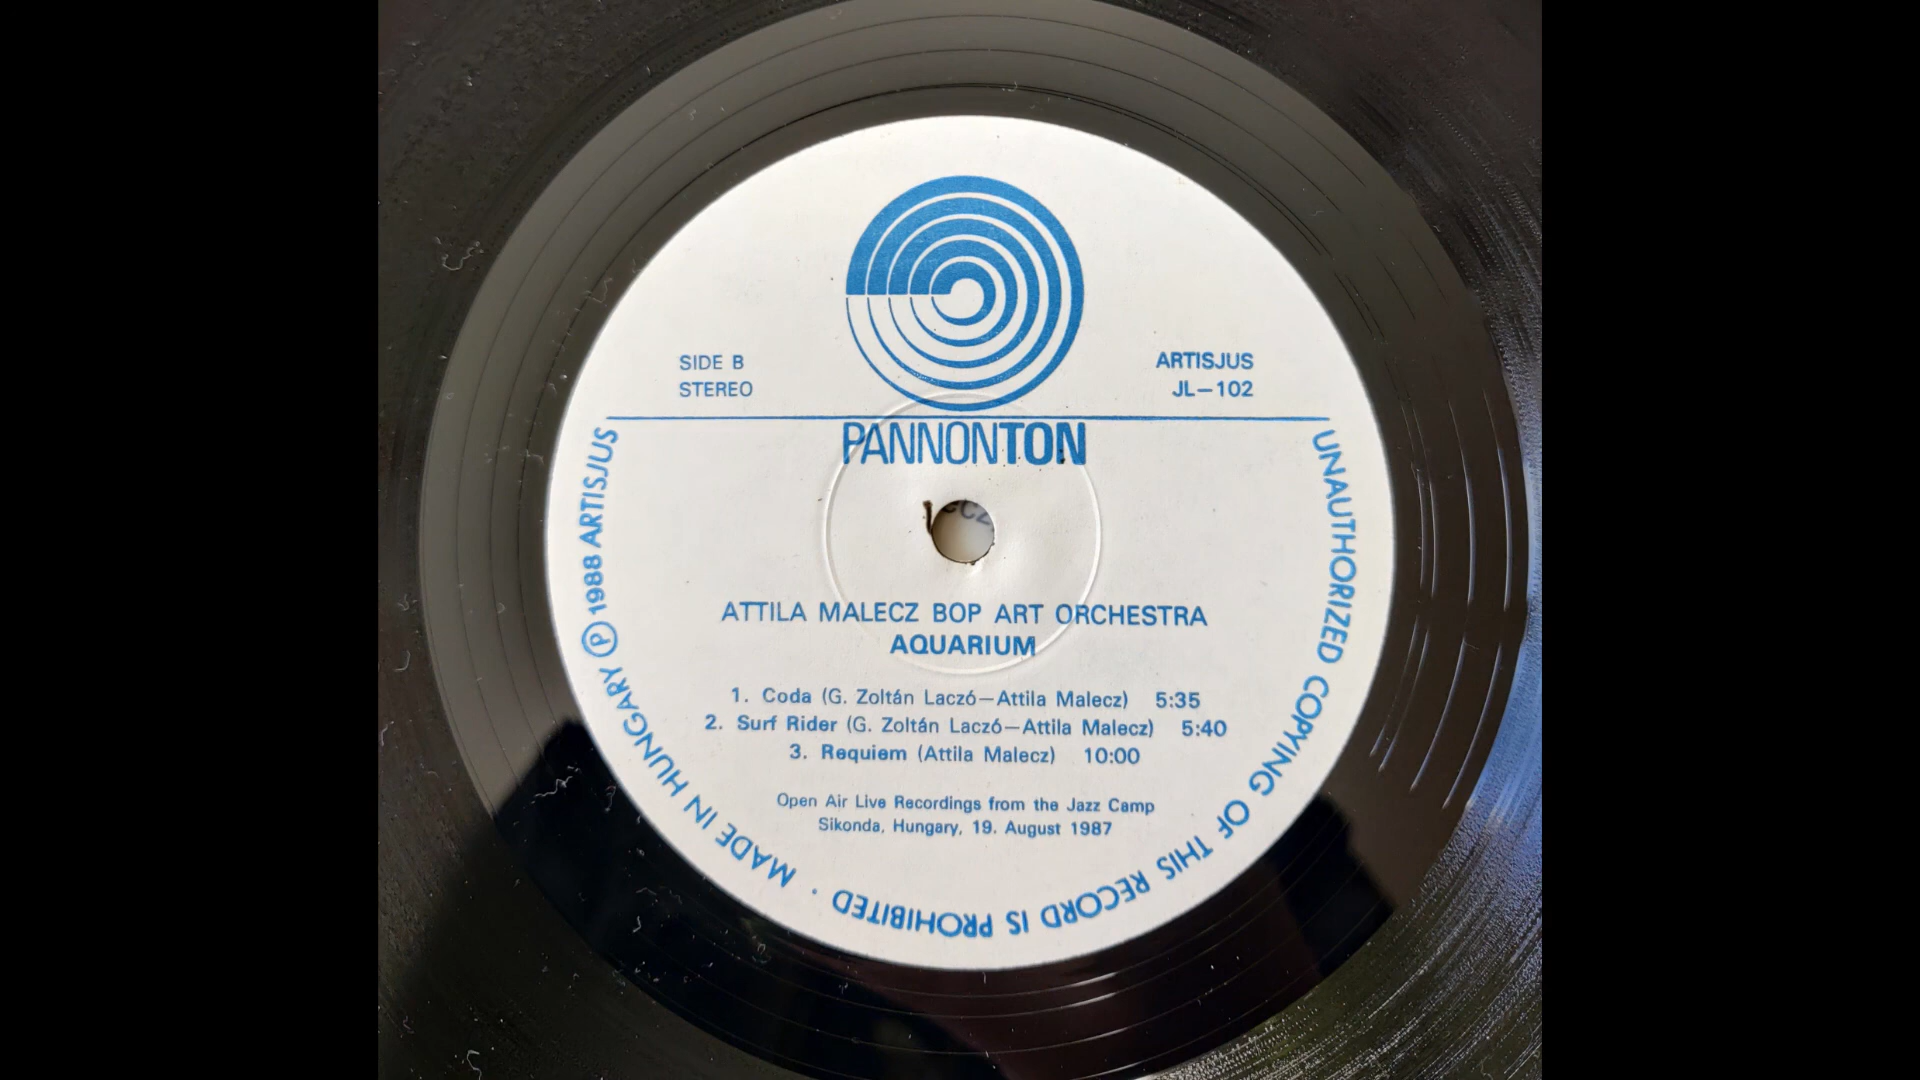 SIDE B
STEREO
ARTISJUS
JL—102
PANNONTON
ATTILA MALECZ BOP ART ORCHESTRA
AQUARIUM
1. Coda (G. Zoltán Laczó—Attila Malecz) 5:35
2. Surf Rider (G. Zoltán Laczó—Attila Malecz) 5:40
3. Requiem (Attila Malecz) 10:00
Open Air Live Recordings from the Jazz Camp
Sikonda, Hungary, 19. August 1987
UNAUTHORIZED COPYING OF THIS RECORD IS PROHIBITED · MADE IN HUNGARY Ⓟ 1988 ARTISJUS